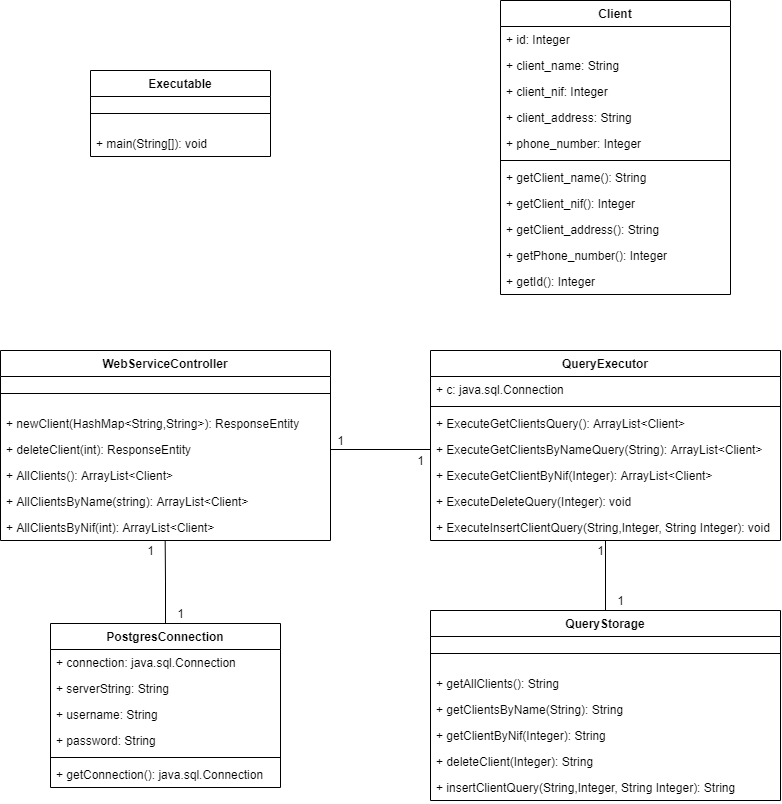 Executable
+ main(String[]): void
Client
+ id: Integer
+ client_name: String
+ client_nif: Integer
+ client_address: String
+ phone_number: Integer
+ getClient_name(): String
+ getClient_nif(): Integer
+ getClient_address(): String
+ getPhone_number(): Integer
+ getId(): Integer
WebServiceController
+ newClient(HashMap<String,String>): ResponseEntity
+ deleteClient(int): ResponseEntity
+ AllClients(): ArrayList<Client>
+ AllClientsByName(string): ArrayList<Client>
+ AllClientsByNif(int): ArrayList<Client>
1
1
QueryExecutor
+ c: java.sql.Connection
+ ExecuteGetClientsQuery(): ArrayList<Client>
+ ExecuteGetClientsByNameQuery(String): ArrayList<Client>
+ ExecuteGetClientByNif(Integer): ArrayList<Client>
+ ExecuteDeleteQuery(Integer): void
+ ExecuteInsertClientQuery(String,Integer, String Integer): void
1
1
PostgresConnection
+ connection: java.sql.Connection
+ serverString: String
+ username: String
+ password: String
+ getConnection(): java.sql.Connection
1
1
QueryStorage
+ getAllClients(): String
+ getClientsByName(String): String
+ getClientByNif(Integer): String
+ deleteClient(Integer): String
+ insertClientQuery(String,Integer, String Integer): String